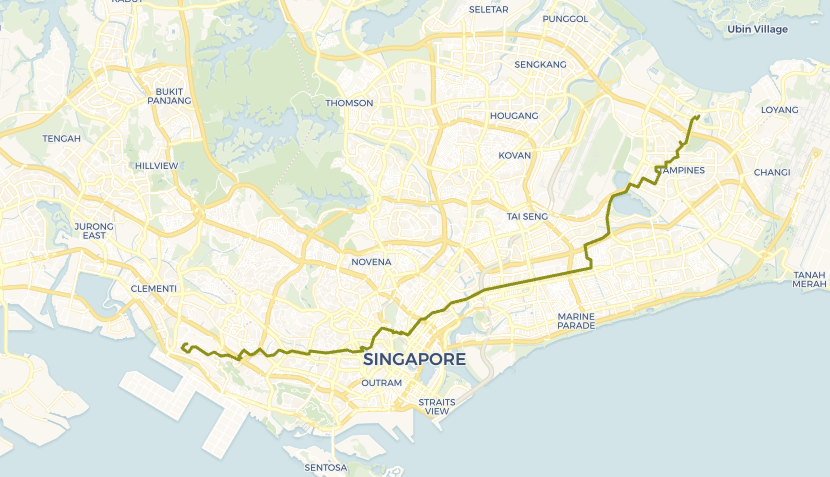 SELETAR
PUNGGOL
Ubin Village
SENGKANG
BUKIT
PANJANG
THOMSON
LOYANG
HOUGANG
TENGAH
KOVAN
HILLVIEW
TAMPINES
CHANGI
TAI SENG
JURONG
EAST
NOVENA
TANAH
MERAH
CLEMENTI
MARINE
PARADE
SINGAPORE
OUTRAM
STRAITS
VIEW
SENTOSA